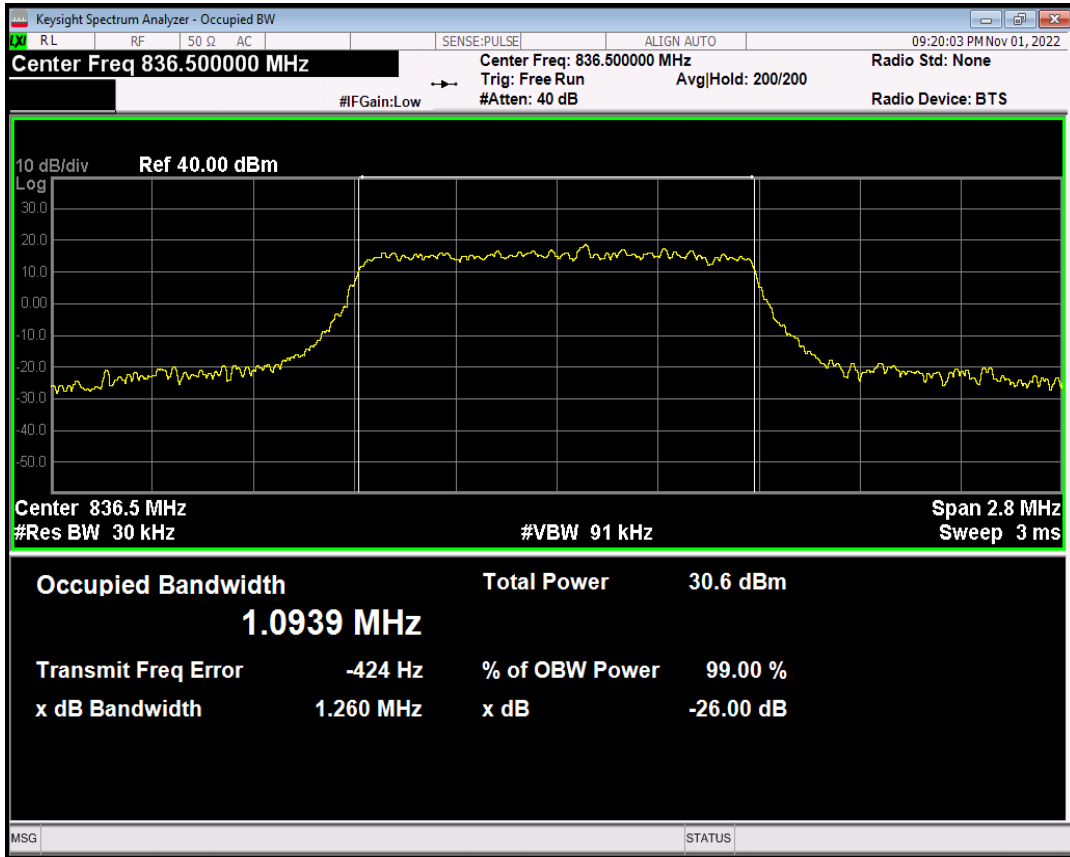 Keysight Spectrum Analyzer - Occupied BW
LXI RL RF 50 Ω AC SENSE:PULSE ALIGN AUTO 09:20:03 PM Nov 01, 2022
Center Freq 836.500000 MHz Center Freq: 836.500000 MHz Radio Std: None
Trig: Free Run Avg|Hold: 200/200
#IFGain:Low #Atten: 40 dB Radio Device: BTS
10 dB/div Ref 40.00 dBm
Log
30.0
20.0
10.0
0.00
-10.0
-20.0
-30.0
-40.0
-50.0
Center 836.5 MHz Span 2.8 MHz
#Res BW 30 kHz #VBW 91 kHz Sweep 3 ms
Occupied Bandwidth Total Power 30.6 dBm
1.0939 MHz
Transmit Freq Error -424 Hz % of OBW Power 99.00 %
x dB Bandwidth 1.260 MHz x dB -26.00 dB
MSG STATUS